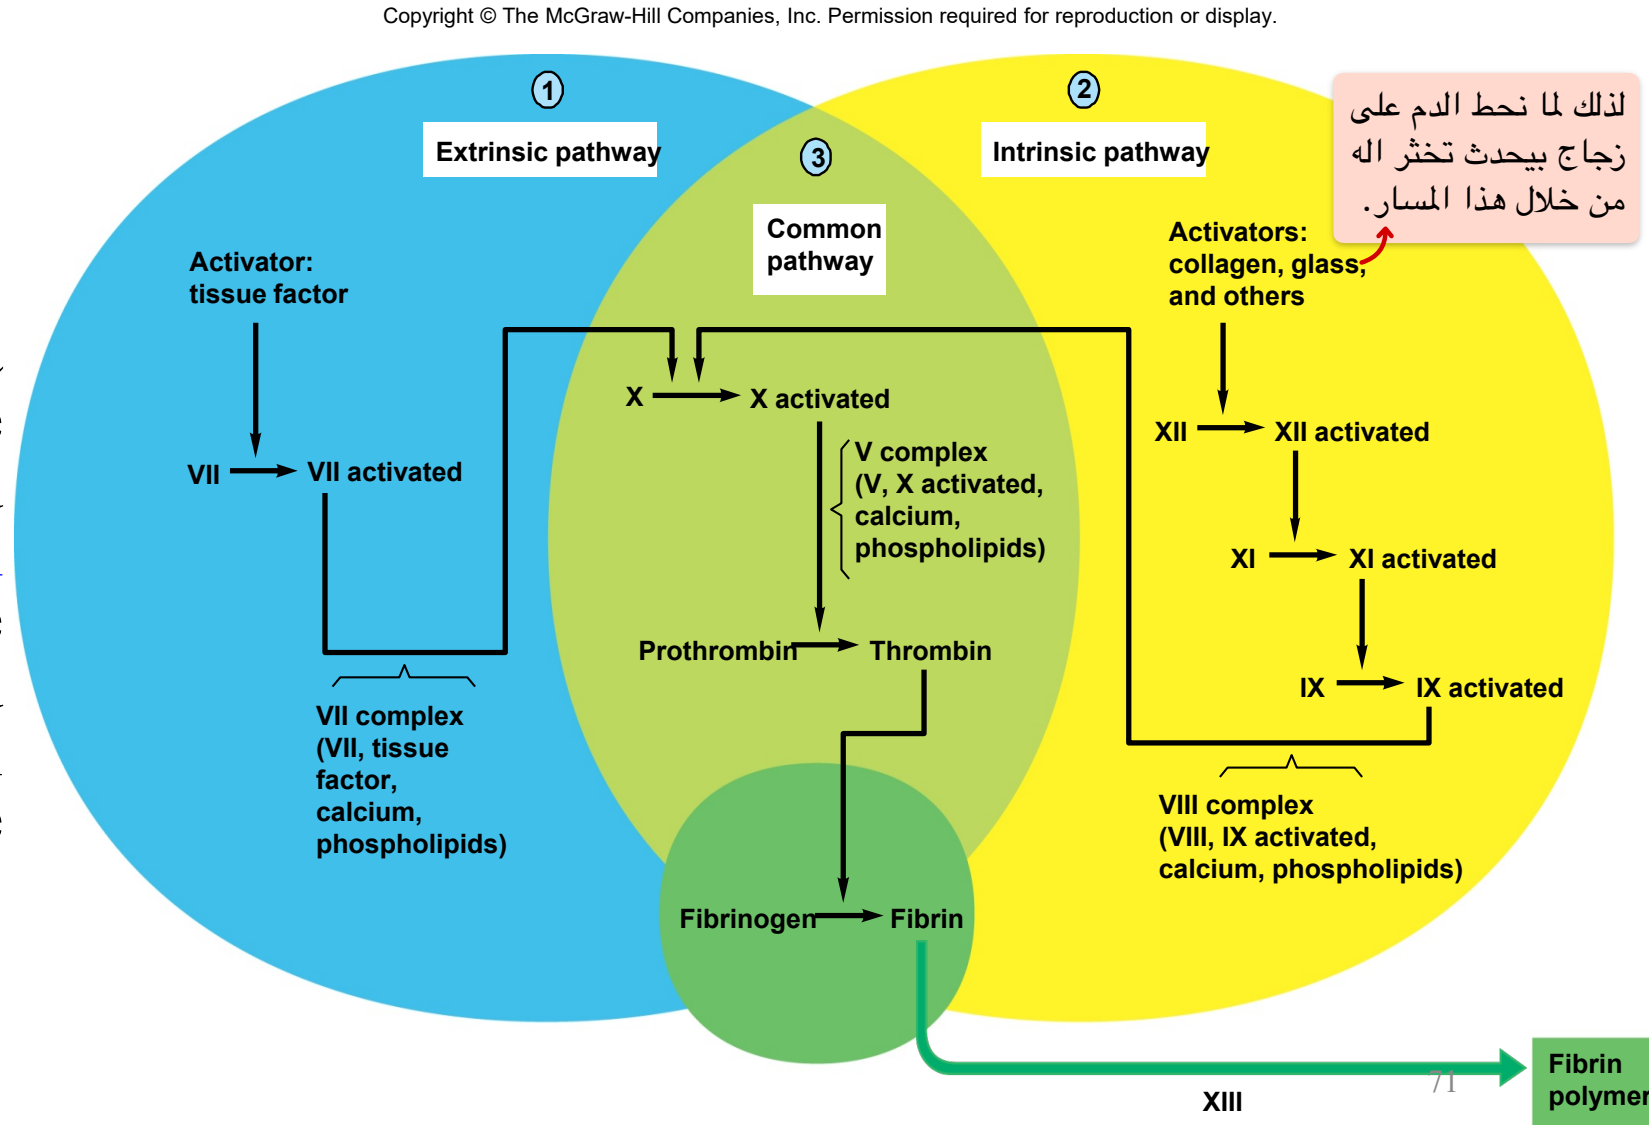 Copyright © The McGraw-Hill Companies, Inc. Permission required for reproduction or display.
1
Extrinsic pathway
Activator:
tissue factor
VII
VII activated
VII complex
(VII, tissue
factor,
calcium,
phospholipids)
2
Intrinsic pathway
لذلك لما نحط الدم على
زجاج بيحدث تخثر اله
من خلال هذا المسار.
Activators:
collagen, glass,
and others
XII
XII activated
XI
XI activated
IX
IX activated
VIII complex
(VIII, IX activated,
calcium, phospholipids)
3
Common
pathway
X
X activated
V complex
(V, X activated,
calcium,
phospholipids)
Prothrombin
Thrombin
Fibrinogen
Fibrin
XIII
71
Fibrin
polymer